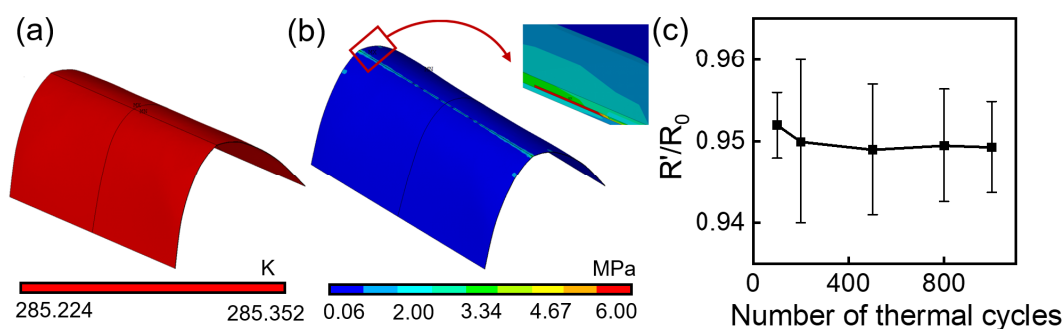 (a)
K
285.224 285.352
(b)
MPa
0.06 2.00 3.34 4.67 6.00
(c)
R'/R0
0.96
0.95
0.94
0 400 800
Number of thermal cycles